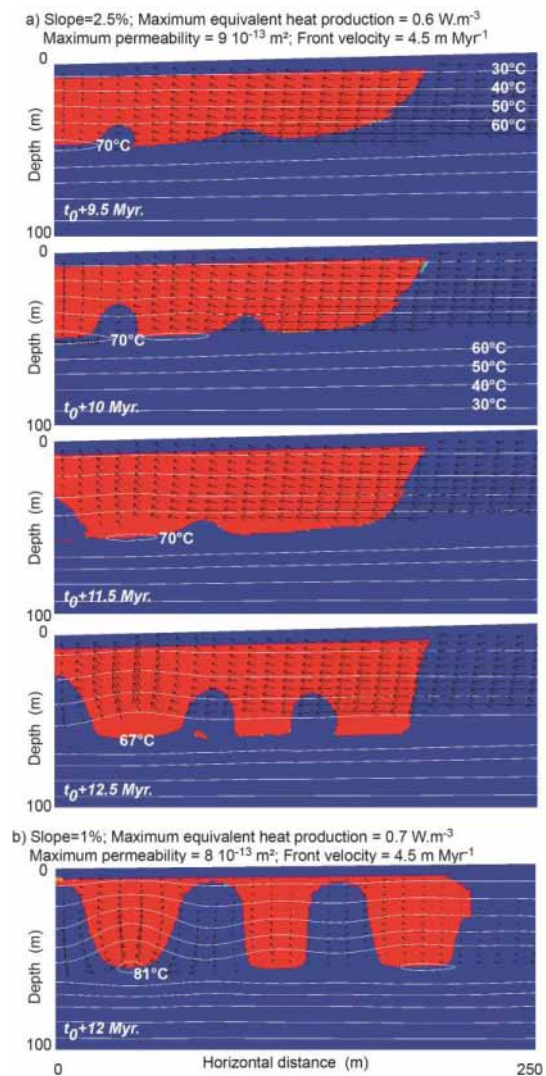 a) Slope=2.5%; Maximum equivalent heat production = 0.6 W.m⁻³
Maximum permeability = 9 10⁻¹³ m²; Front velocity = 4.5 m Myr⁻¹
0
30°C
40°C
50°C
60°C
Depth (m)
70°C
t₀+9.5 Myr.
100
0
Depth (m)
70°C
60°C
50°C
40°C
30°C
t₀+10 Myr.
100
0
Depth (m)
70°C
t₀+11.5 Myr.
100
0
Depth (m)
67°C
t₀+12.5 Myr.
100
b) Slope=1%; Maximum equivalent heat production = 0.7 W.m⁻³
Maximum permeability = 8 10⁻¹³ m²; Front velocity = 4.5 m Myr⁻¹
0
Depth (m)
81°C
t₀+12 Myr.
100
0 Horizontal distance (m) 250